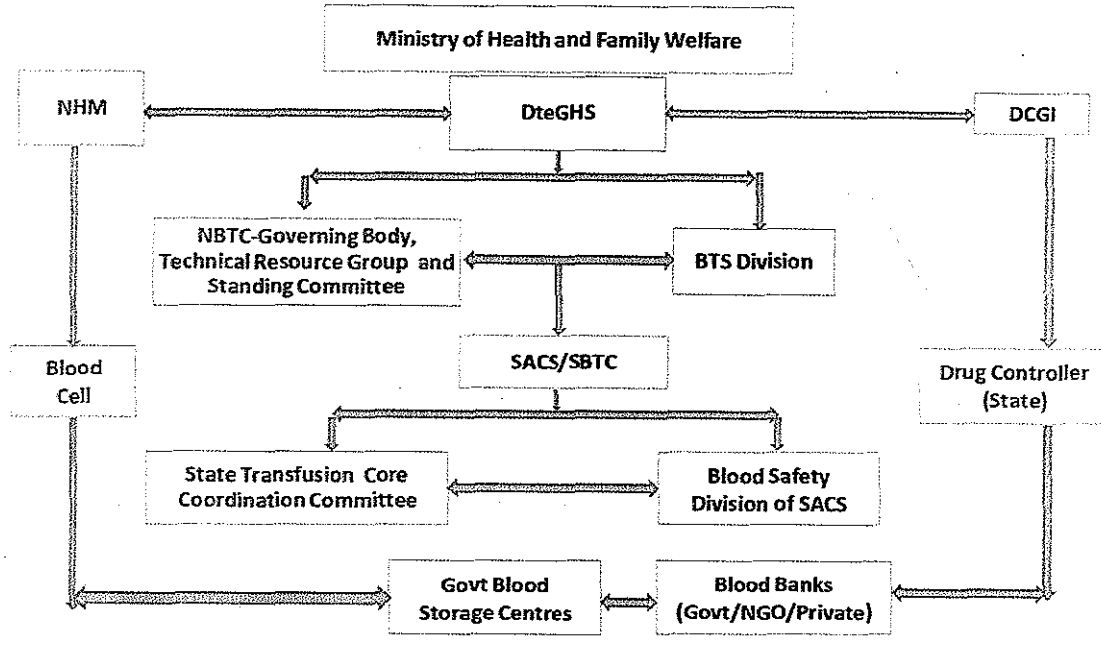 Ministry of Health and Family Welfare
NHM
DteGHS
DCGI
NBTC-Governing Body,
Technical Resource Group and
Standing Committee
BTS Division
SACS/SBTC
Blood
Cell
Drug Controller
(State)
State Transfusion Core
Coordination Committee
Blood Safety
Division of SACS
Govt Blood
Storage Centres
Blood Banks
(Govt/NGO/Private)